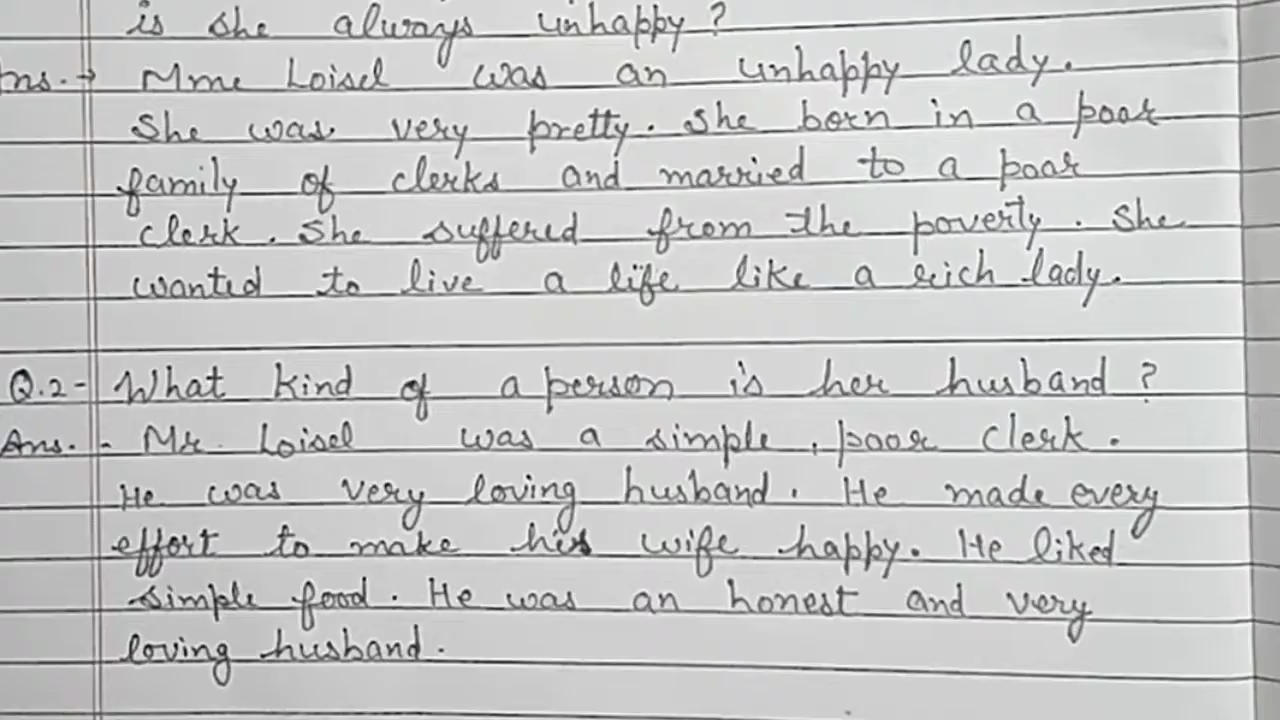 is she always unhappy?
Ans. → Mme Loisel was an unhappy lady.
She was very pretty. She born in a poor
family of clerks and married to a poor
clerk. She suffered from the poverty. She
wanted to live a life like a rich lady.
Q.2- What kind of a person is her husband?
Ans. - Mr. Loisel was a simple, poor clerk.
He was very loving husband. He made every
effort to make his wife happy. He liked
simple food. He was an honest and very
loving husband.